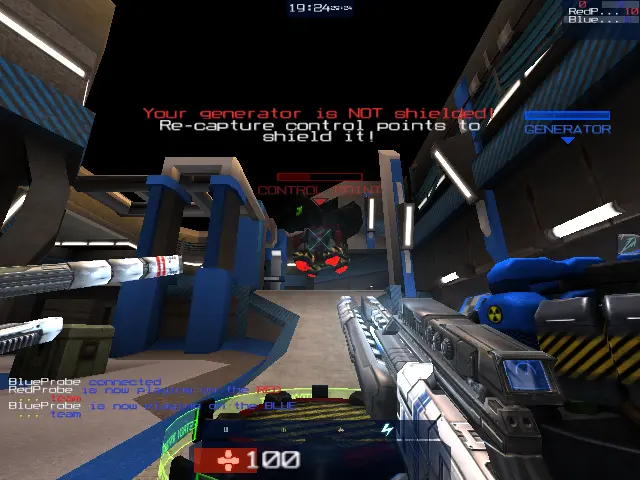 19:24
0
RedP... 10
Blue...
Your generator is NOT shielded!
Re-capture control points to
shield it!
GENERATOR
CONTROL POINT
BlueProbe connected
RedProbe is now playing on the RED
... team
BlueProbe is now playing on the BLUE
... team
100